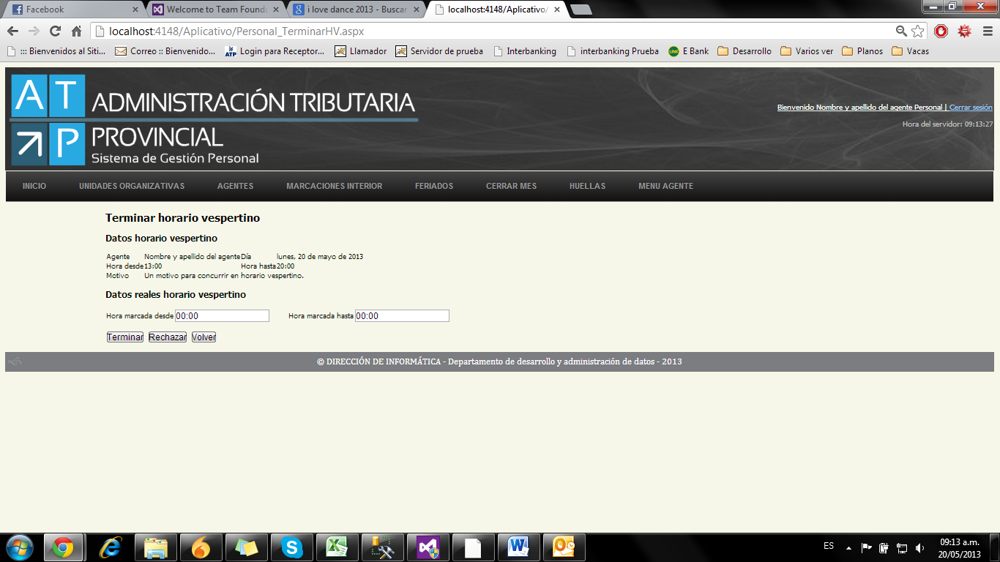 Facebook
Welcome to Team Founda
i love dance 2013 - Buscar
localhost:4148/Aplicativo/
localhost:4148/Aplicativo/Personal_TerminarHV.aspx
::: Bienvenidos al Siti... Correo :: Bienvenido... ATP Login para Receptor... Llamador Servidor de prueba Interbanking interbanking Prueba LINK E Bank Desarrollo Varios ver Planos Vacas
AT
P
ADMINISTRACIÓN TRIBUTARIA
PROVINCIAL
Sistema de Gestión Personal
Bienvenido Nombre y apellido del agente Personal | Cerrar sesión
Hora del servidor: 09:13:27
INICIO UNIDADES ORGANIZATIVAS AGENTES MARCACIONES INTERIOR FERIADOS CERRAR MES HUELLAS MENU AGENTE
Terminar horario vespertino
Datos horario vespertino
Agente Nombre y apellido del agente Día lunes, 20 de mayo de 2013
Hora desde 13:00 Hora hasta 20:00
Motivo Un motivo para concurrir en horario vespertino.
Datos reales horario vespertino
Hora marcada desde 00:00 Hora marcada hasta 00:00
Terminar Rechazar Volver
© DIRECCIÓN DE INFORMÁTICA - Departamento de desarrollo y administración de datos - 2013
ES
09:13 a.m.
20/05/2013